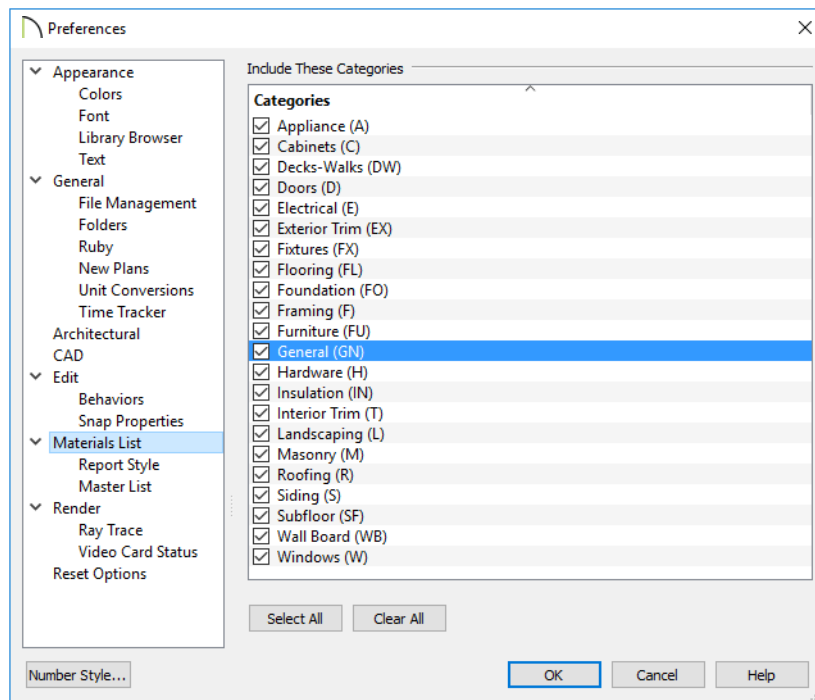 Preferences
Appearance
Colors
Font
Library Browser
Text
General
File Management
Folders
Ruby
New Plans
Unit Conversions
Time Tracker
Architectural
CAD
Edit
Behaviors
Snap Properties
Materials List
Report Style
Master List
Render
Ray Trace
Video Card Status
Reset Options
Include These Categories
Categories
Appliance (A)
Cabinets (C)
Decks-Walks (DW)
Doors (D)
Electrical (E)
Exterior Trim (EX)
Fixtures (FX)
Flooring (FL)
Foundation (FO)
Framing (F)
Furniture (FU)
General (GN)
Hardware (H)
Insulation (IN)
Interior Trim (T)
Landscaping (L)
Masonry (M)
Roofing (R)
Siding (S)
Subfloor (SF)
Wall Board (WB)
Windows (W)
Select All Clear All
Number Style... OK Cancel Help